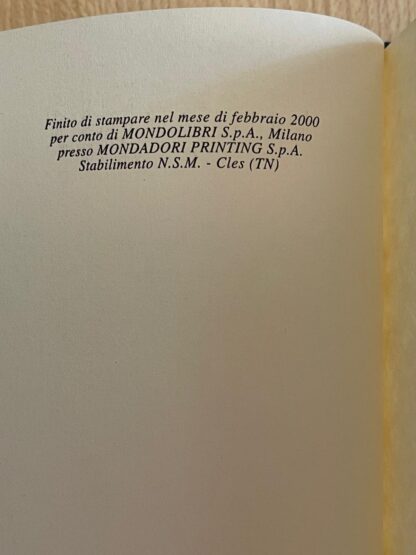 Finito di stampare nel mese di febbraio 2000
per conto di MONDOLIBRI S.p.A., Milano
presso MONDADORI PRINTING S.p.A.
Stabilimento N.S.M. - Cles (TN)